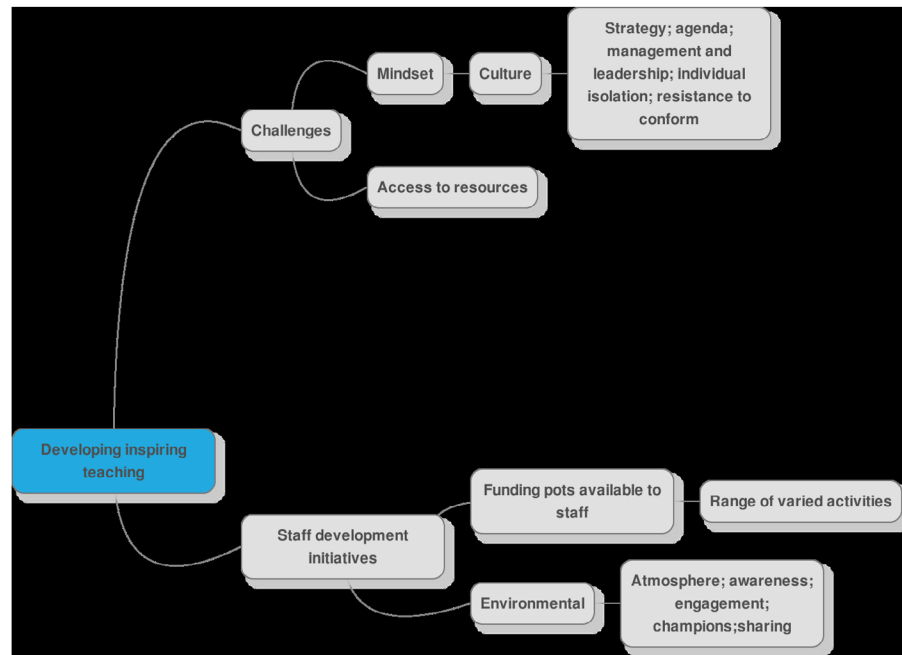 Strategy; agenda;
management and
leadership; individual
isolation; resistance to
conform
Mindset
Culture
Challenges
Access to resources
Developing inspiring
teaching
Funding pots available to
staff
Range of varied activities
Staff development
initiatives
Environmental
Atmosphere; awareness;
engagement;
champions;sharing